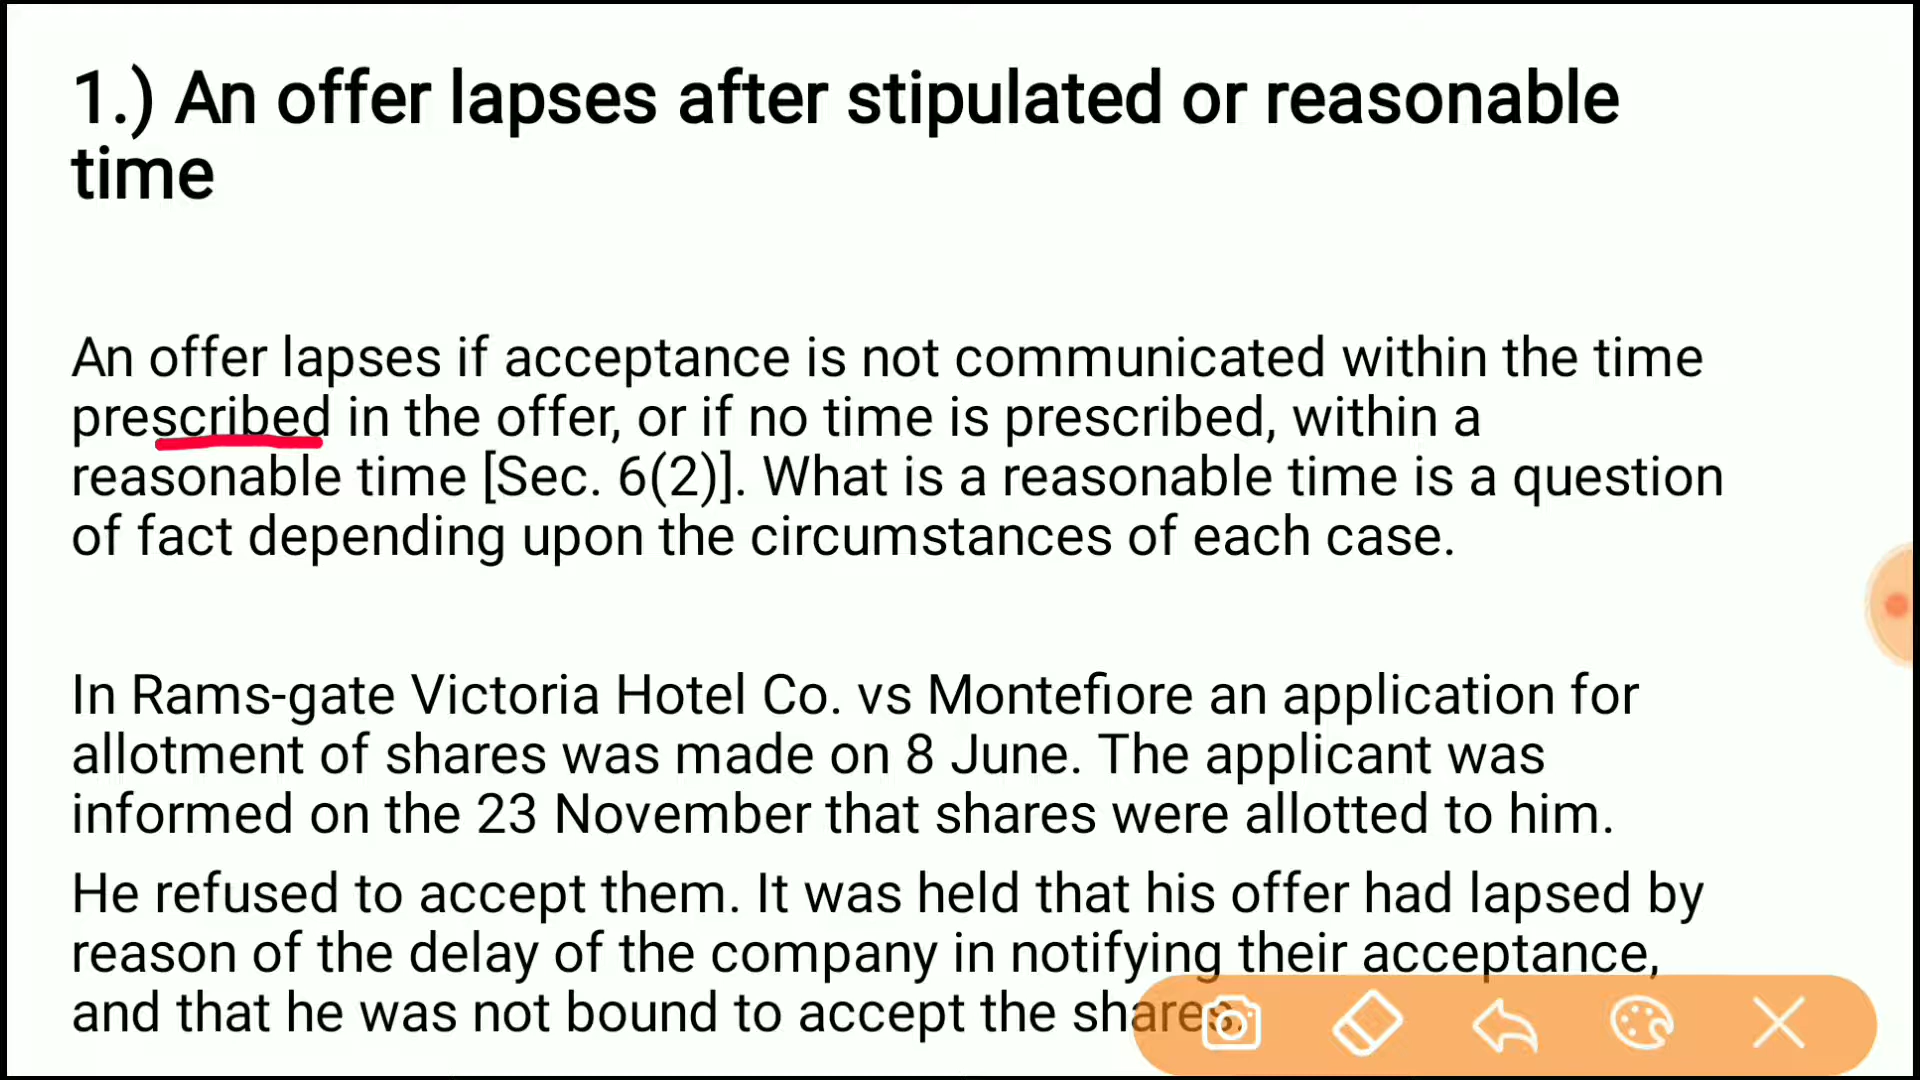 1.) An offer lapses after stipulated or reasonable
time
An offer lapses if acceptance is not communicated within the time
prescribed in the offer, or if no time is prescribed, within a
reasonable time [Sec. 6(2)]. What is a reasonable time is a question
of fact depending upon the circumstances of each case.
In Rams-gate Victoria Hotel Co. vs Montefiore an application for
allotment of shares was made on 8 June. The applicant was
informed on the 23 November that shares were allotted to him.
He refused to accept them. It was held that his offer had lapsed by
reason of the delay of the company in notifying their acceptance,
and that he was not bound to accept the shares.